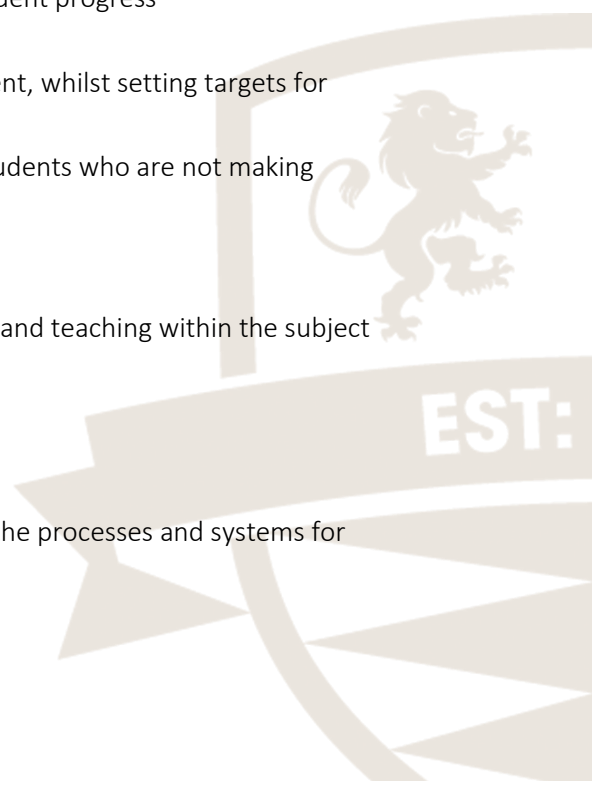 dent progress
ent, whilst setting targets for
udents who are not making
and teaching within the subject
EST:
he processes and systems for